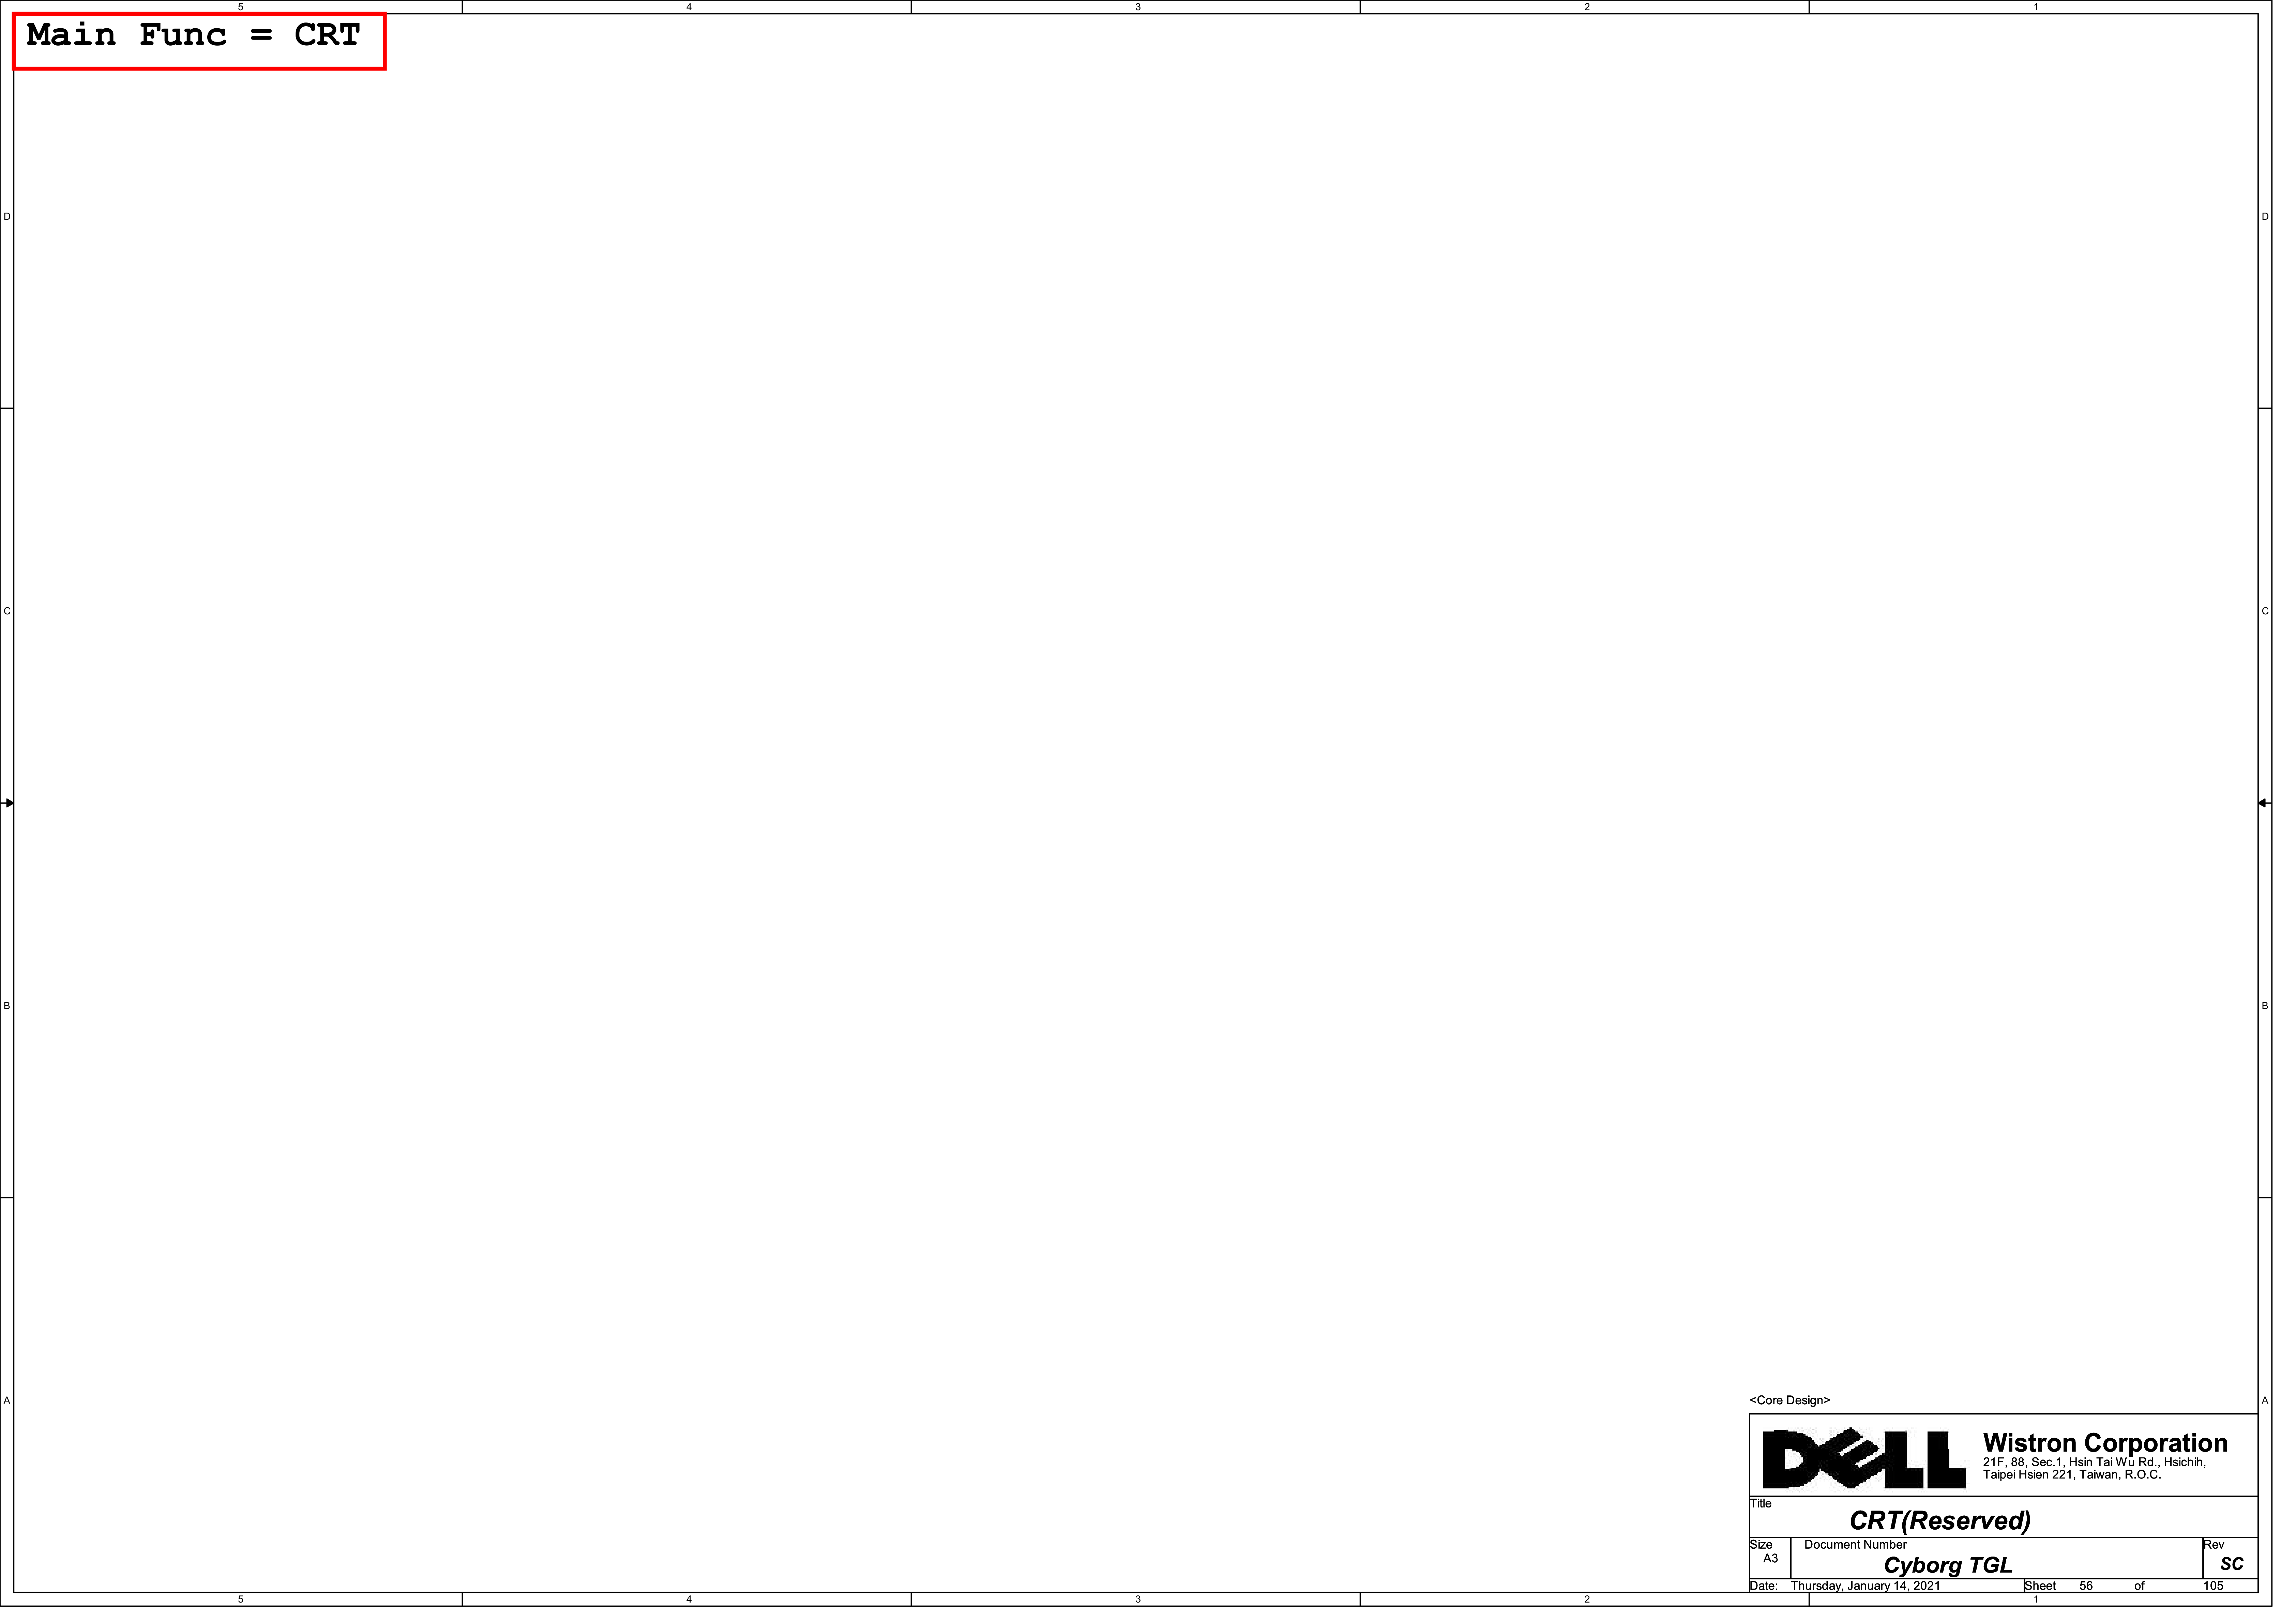 5 4 3 2 1
Main Func = CRT
D D
C C
B B
A A
<Core Design>
DELL
Wistron Corporation
21F, 88, Sec.1, Hsin Tai Wu Rd., Hsichih,
Taipei Hsien 221, Taiwan, R.O.C.
Title
CRT(Reserved)
Size Document Number Rev
A3 Cyborg TGL SC
Date: Thursday, January 14, 2021 Sheet 56 of 105
5 4 3 2 1